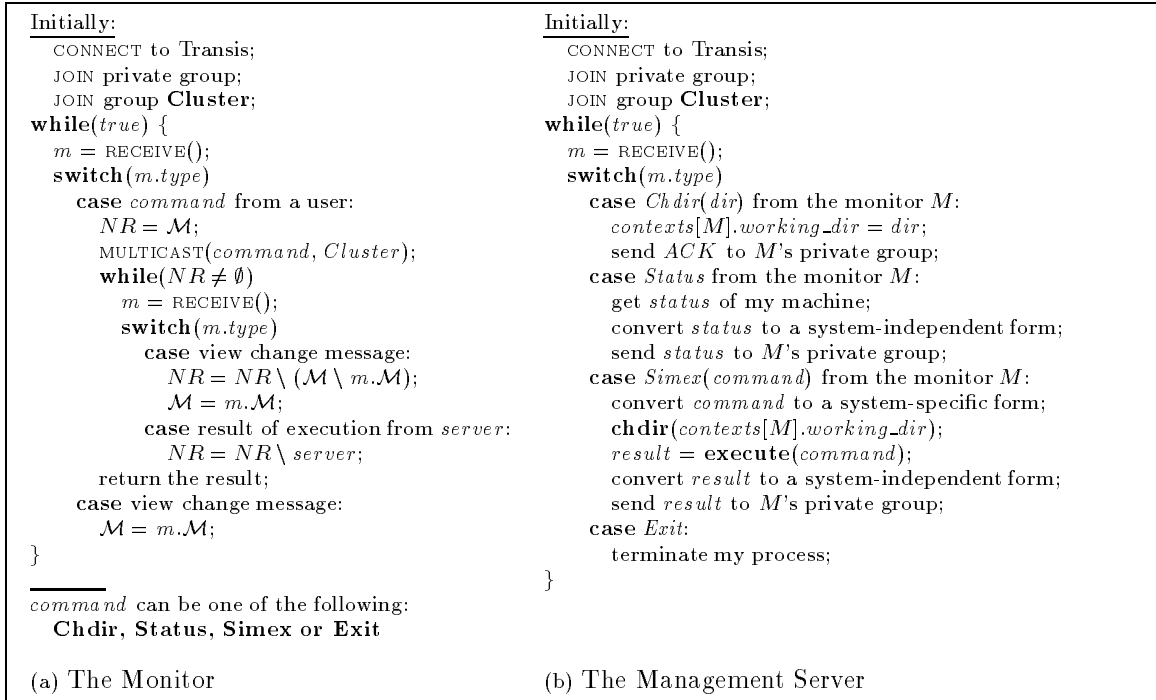 Initially:
CONNECT to Transis;
JOIN private group;
JOIN group Cluster;
while(true) {
m = RECEIVE();
switch(m.type)
case command from a user:
NR = ℳ;
MULTICAST(command, Cluster);
while(NR ≠ ∅)
m = RECEIVE();
switch(m.type)
case view change message:
NR = NR \ (ℳ \ m.ℳ);
ℳ = m.ℳ;
case result of execution from server:
NR = NR \ server;
return the result;
case view change message:
ℳ = m.ℳ;
}
command can be one of the following:
Chdir, Status, Simex or Exit
(a) The Monitor
Initially:
CONNECT to Transis;
JOIN private group;
JOIN group Cluster;
while(true) {
m = RECEIVE();
switch(m.type)
case Chdir(dir) from the monitor M:
contexts[M].working_dir = dir;
send ACK to M's private group;
case Status from the monitor M:
get status of my machine;
convert status to a system-independent form;
send status to M's private group;
case Simex(command) from the monitor M:
convert command to a system-specific form;
chdir(contexts[M].working_dir);
result = execute(command);
convert result to a system-independent form;
send result to M's private group;
case Exit:
terminate my process;
}
(b) The Management Server